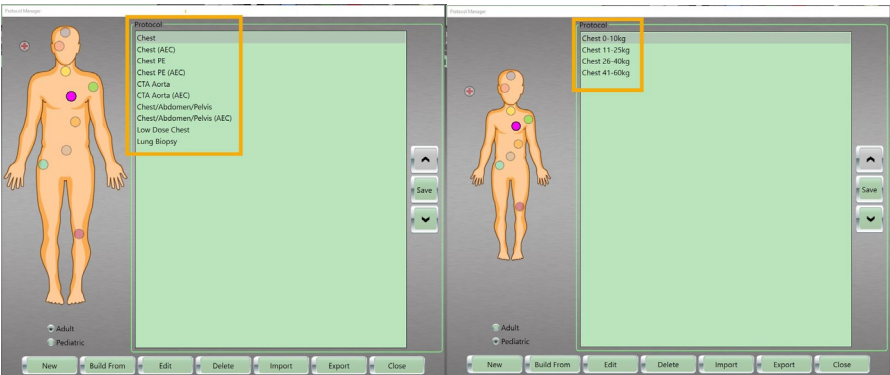 Protocol Manager
1
Protocol
Chest
Chest (AEC)
Chest PE
Chest PE (AEC)
CTA Aorta
CTA Aorta (AEC)
Chest/Abdomen/Pelvis
Chest/Abdomen/Pelvis (AEC)
Low Dose Chest
Lung Biopsy
Save
Adult
Pediatric
New
Build From
Edit
Delete
Import
Export
Close
Protocol Manager
Protocol
Chest 0-10kg
Chest 11-25kg
Chest 26-40kg
Chest 41-60kg
Save
Adult
Pediatric
New
Build From
Edit
Delete
Import
Export
Close